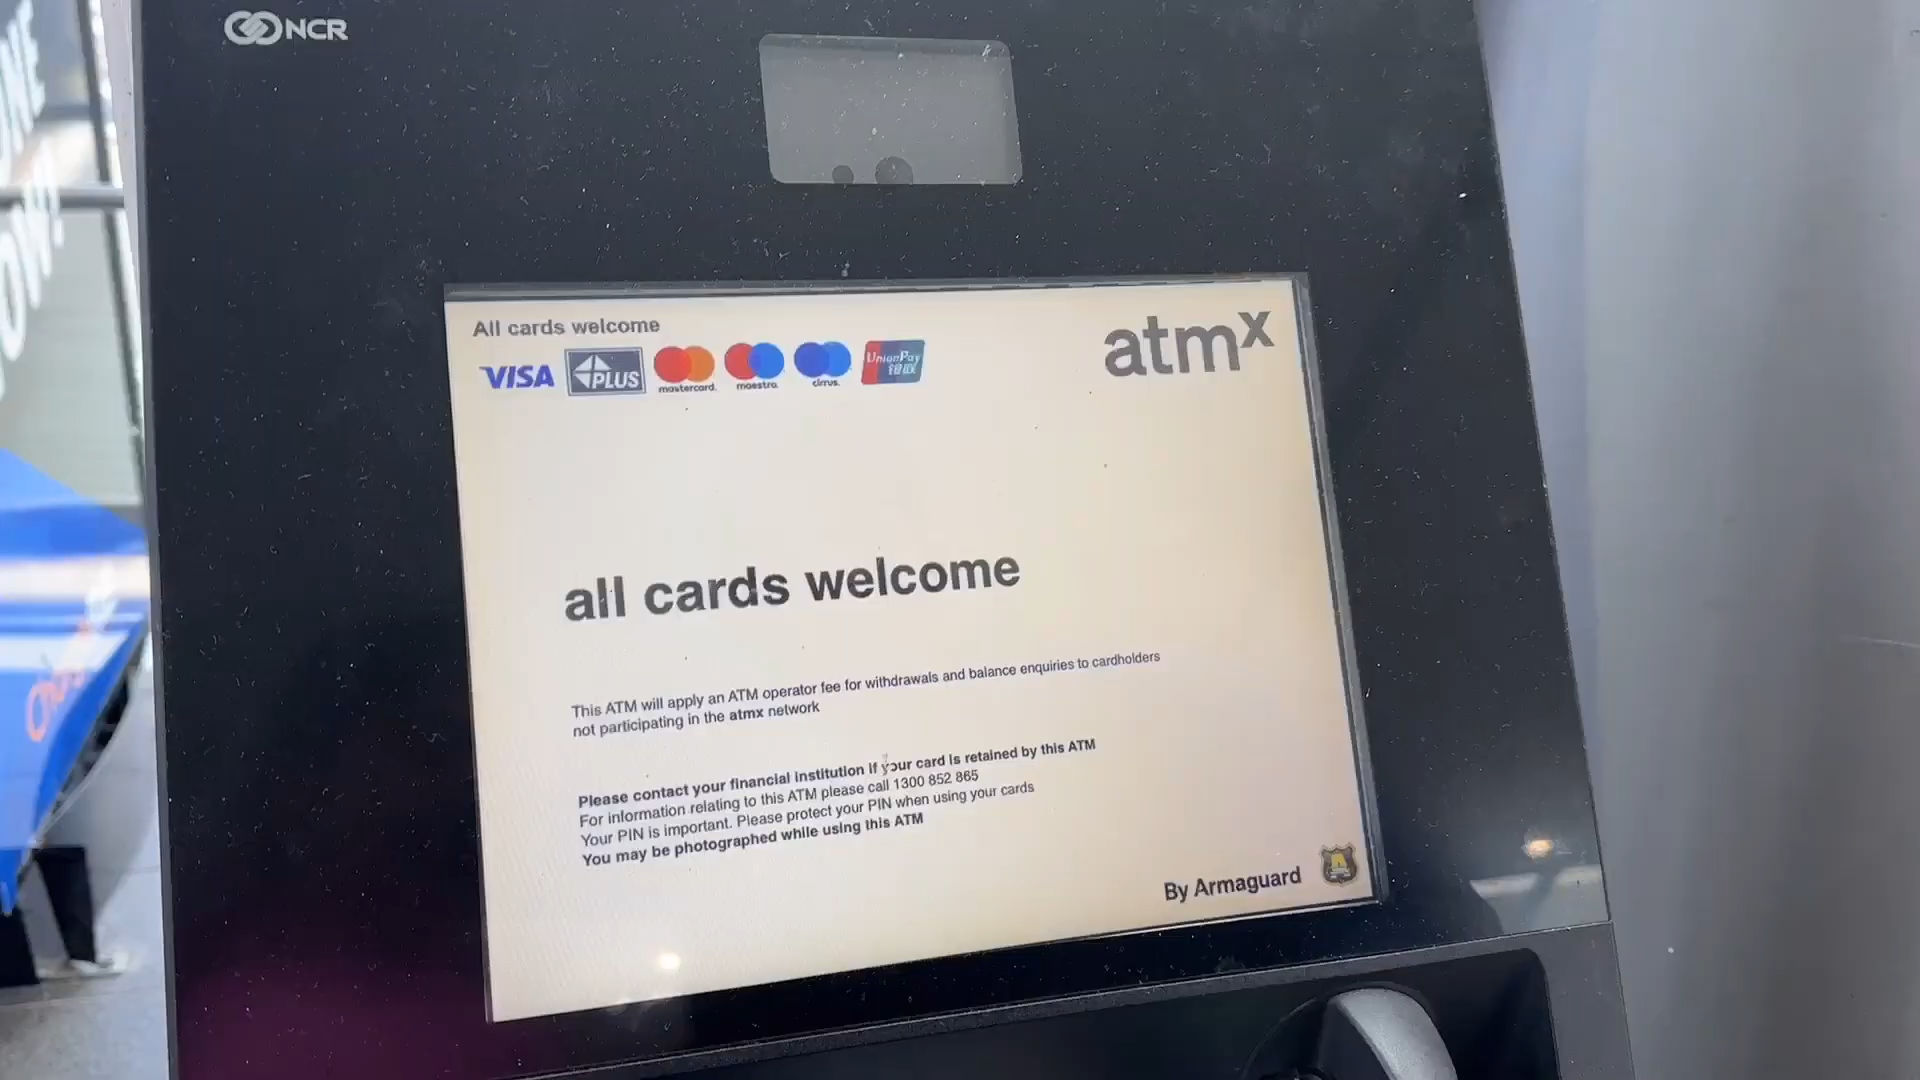 NCR
All cards welcome
atmx
VISA PLUS mastercard. maestro. cirrus. UnionPay 银联
all cards welcome
This ATM will apply an ATM operator fee for withdrawals and balance enquiries to cardholders
not participating in the atmx network
Please contact your financial institution if your card is retained by this ATM
For information relating to this ATM please call 1300 852 865
Your PIN is important. Please protect your PIN when using your cards
You may be photographed while using this ATM
By Armaguard